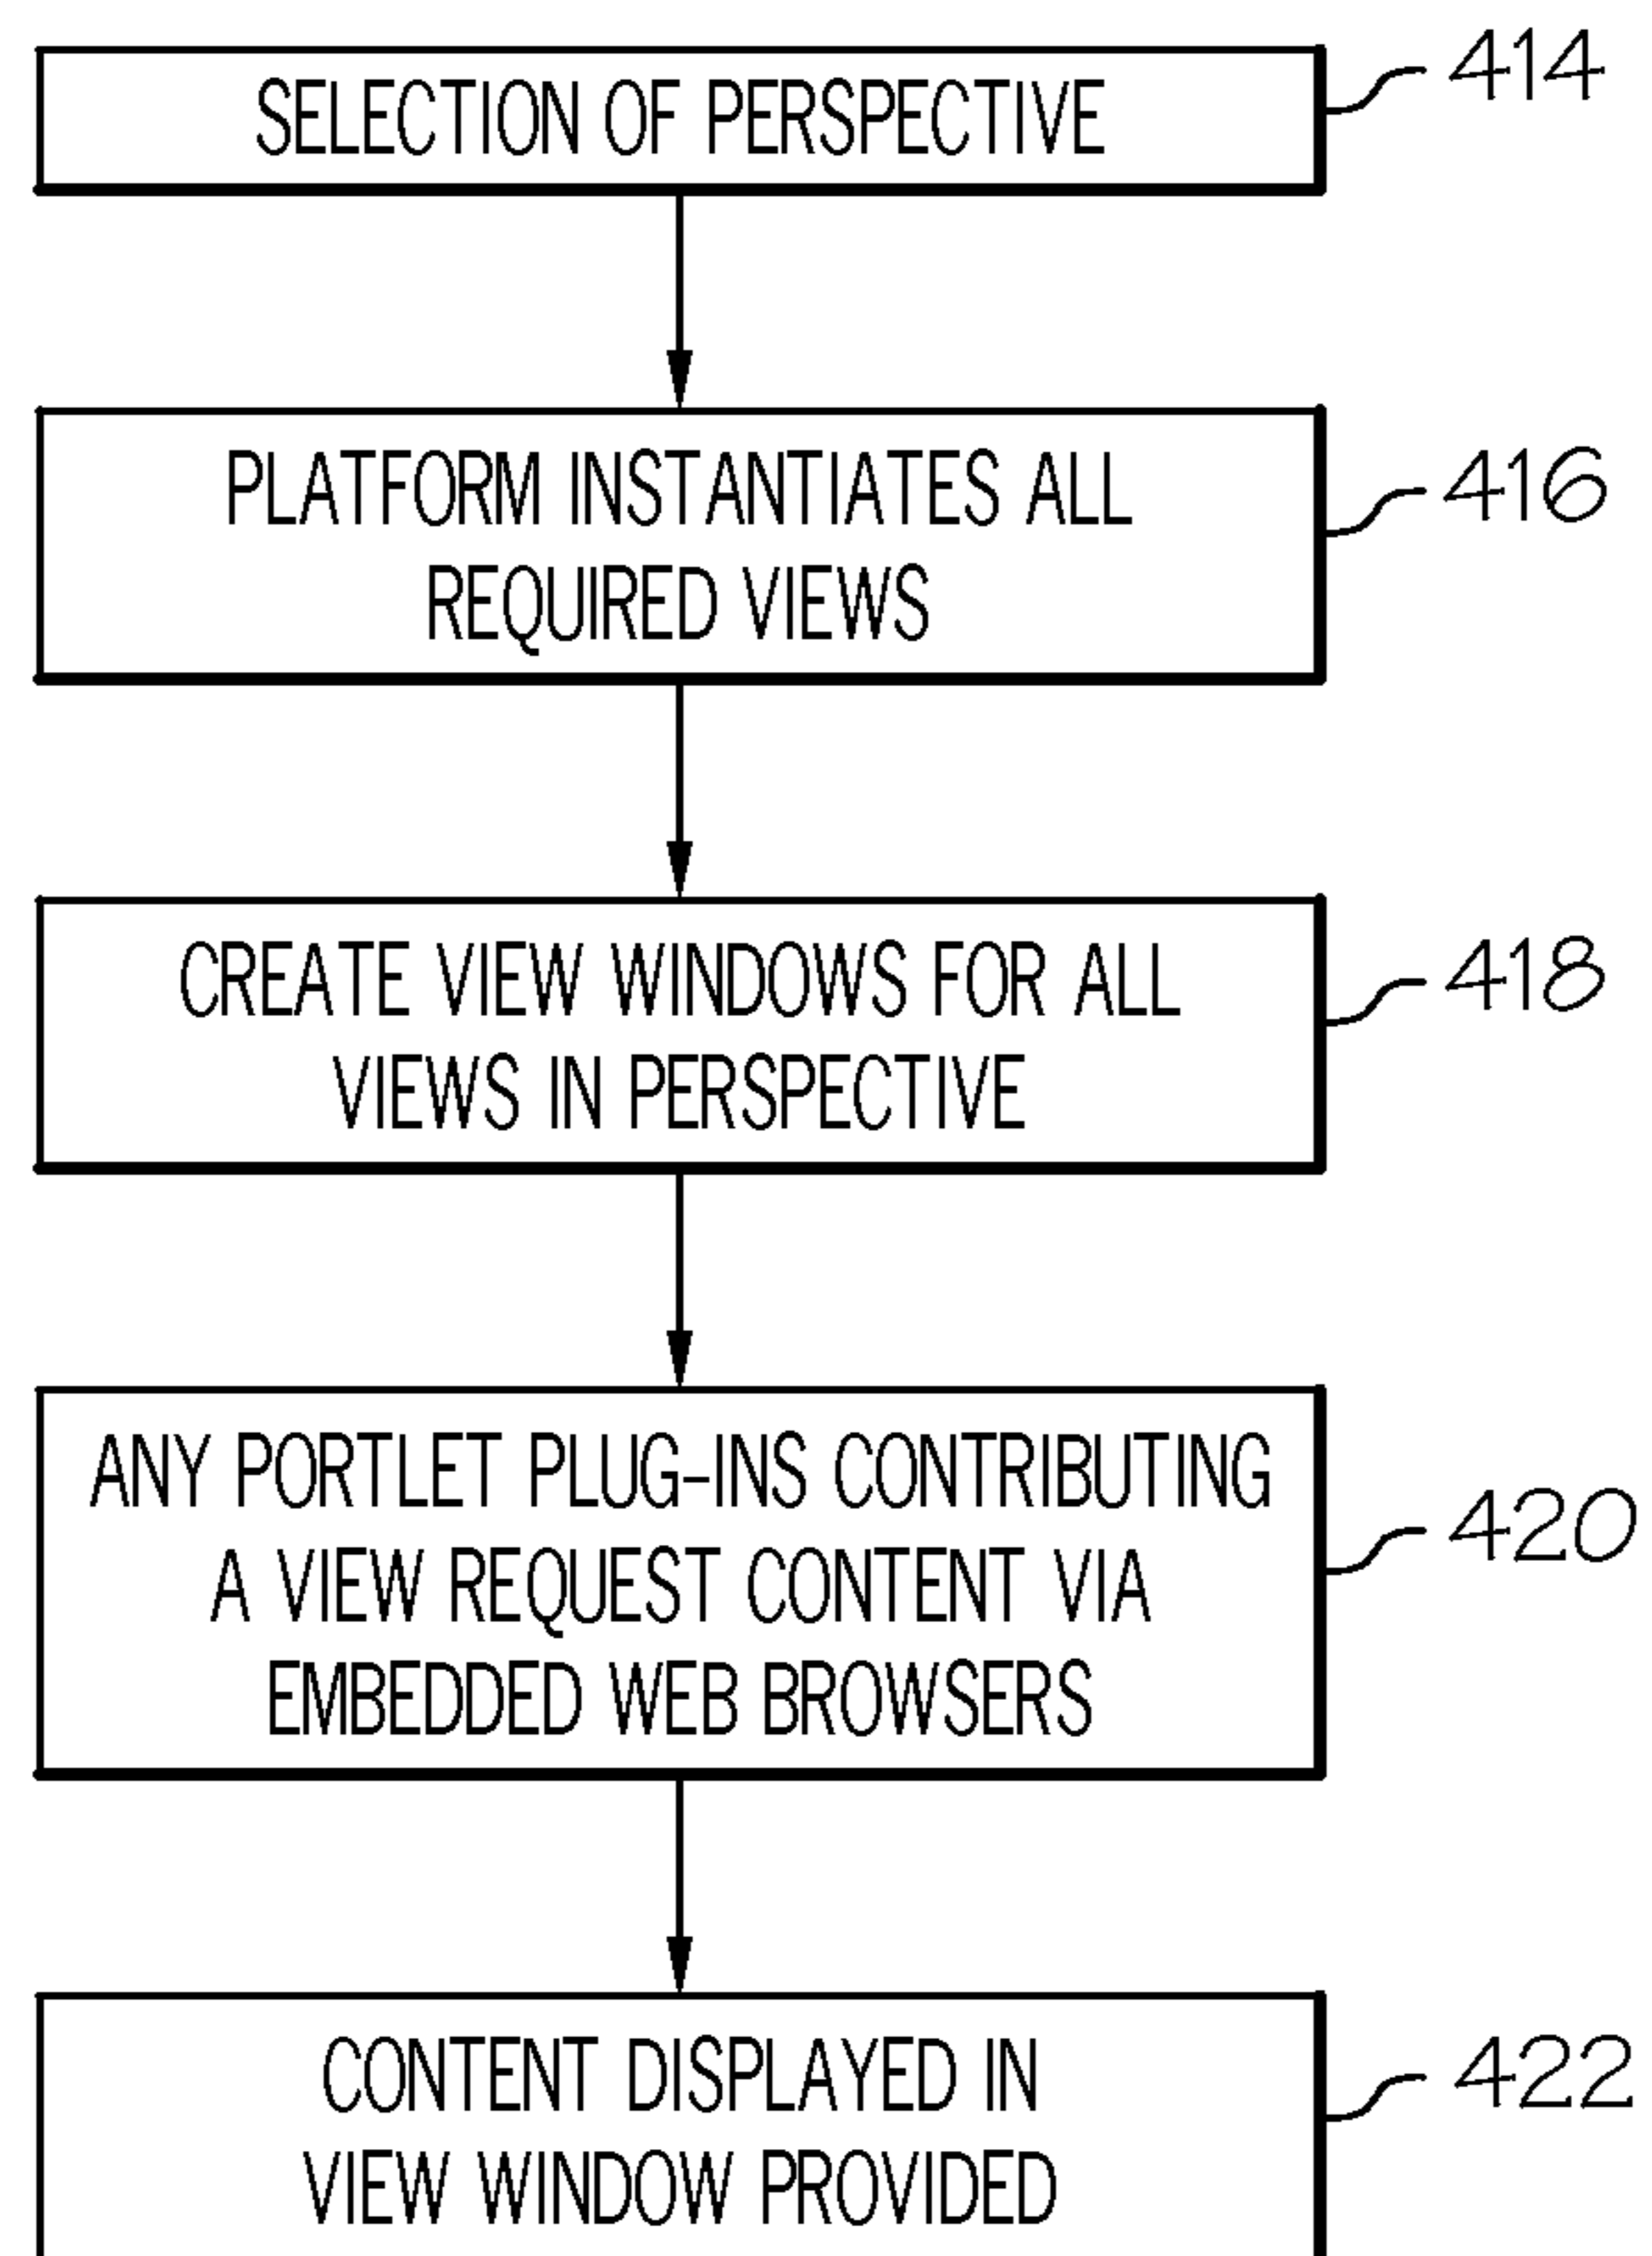 SELECTION OF PERSPECTIVE
414
PLATFORM INSTANTIATES ALL
REQUIRED VIEWS
416
CREATE VIEW WINDOWS FOR ALL
VIEWS IN PERSPECTIVE
418
ANY PORTLET PLUG-INS CONTRIBUTING
A VIEW REQUEST CONTENT VIA
EMBEDDED WEB BROWSERS
420
CONTENT DISPLAYED IN
VIEW WINDOW PROVIDED
422